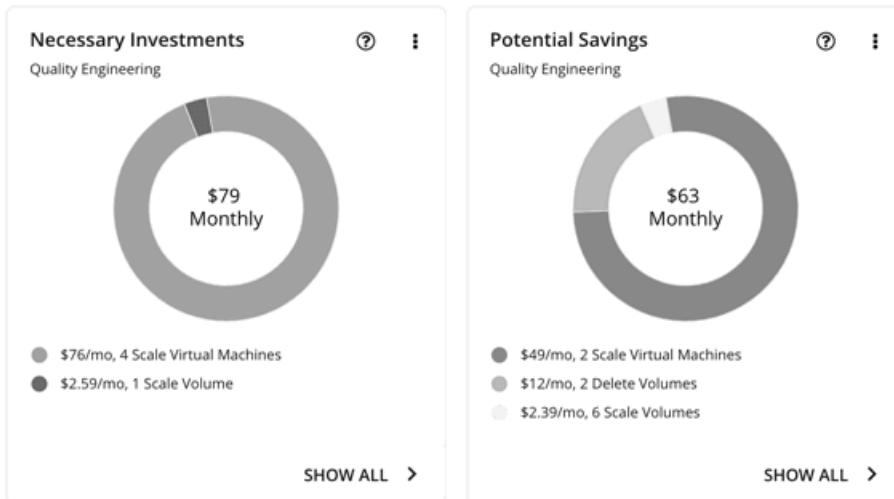 Necessary Investments
Quality Engineering
$79
Monthly
$76/mo, 4 Scale Virtual Machines
$2.59/mo, 1 Scale Volume
SHOW ALL
Potential Savings
Quality Engineering
$63
Monthly
$49/mo, 2 Scale Virtual Machines
$12/mo, 2 Delete Volumes
$2.39/mo, 6 Scale Volumes
SHOW ALL